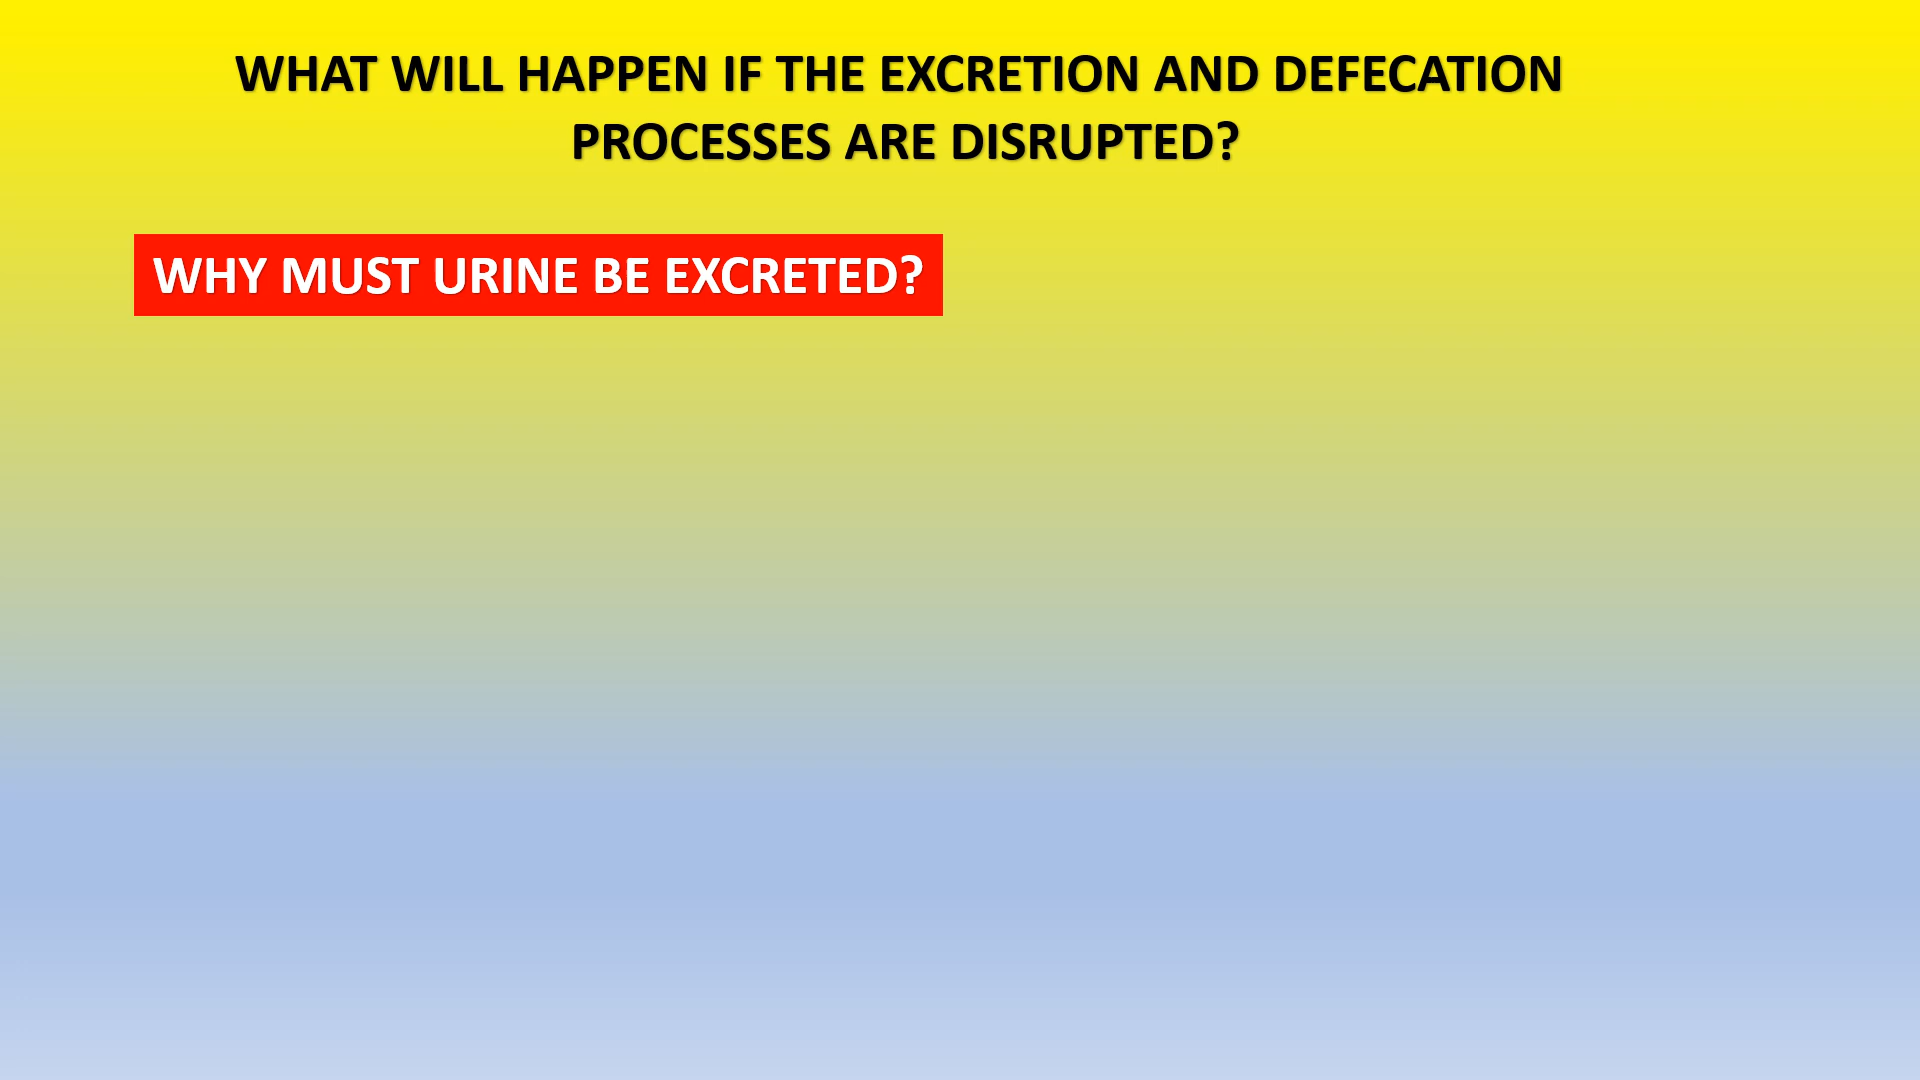 WHAT WILL HAPPEN IF THE EXCRETION AND DEFECATION
PROCESSES ARE DISRUPTED?
WHY MUST URINE BE EXCRETED?